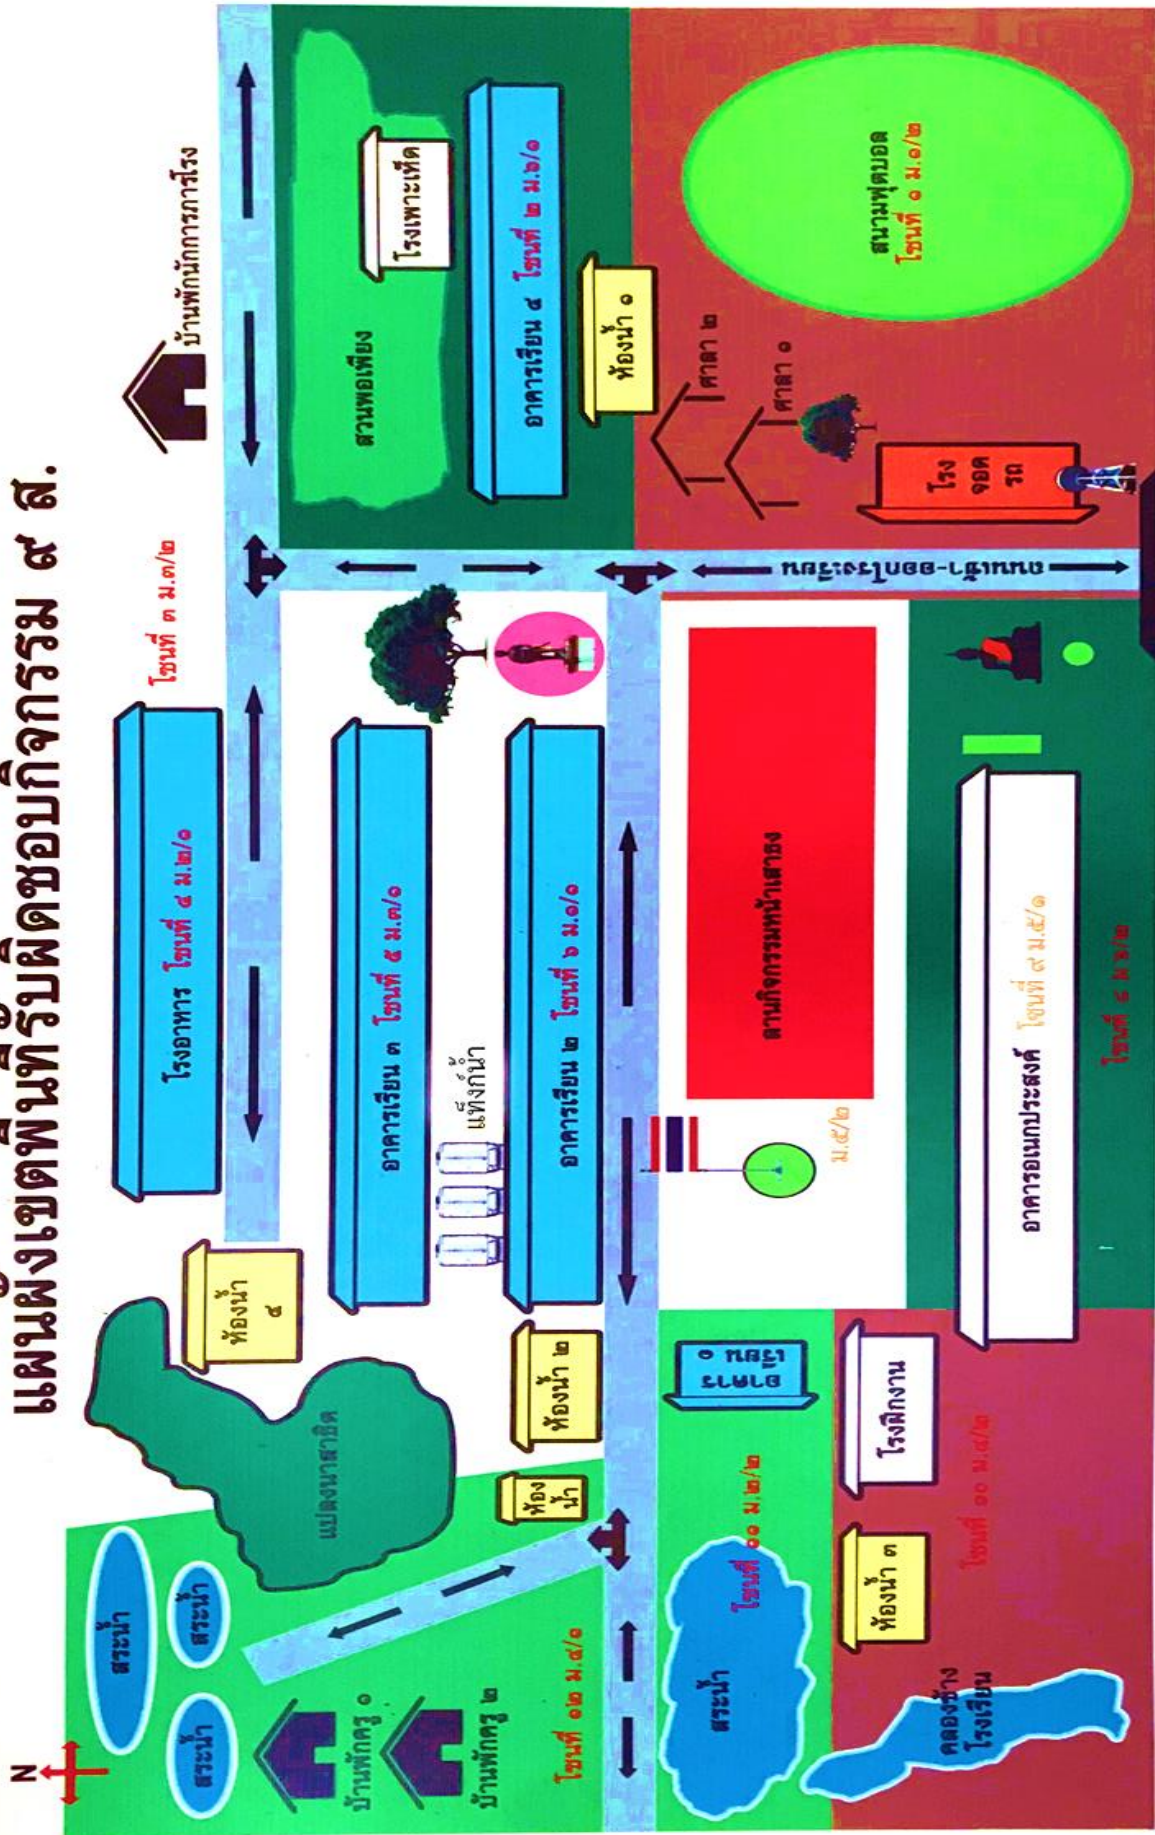 แผนผังเขตพื้นที่รับผิดชอบกิจกรรม ๙ ส.
N
บ้านพักนักการภารโรง
โซนที่ ๓ ม.๓/๒
โรงอาหาร โซนที่ ๔ ม.๒/๑
ห้องน้ำ
๔
แปลงนาสาธิต
สระน้ำ
สระน้ำ
สระน้ำ
สวนพอเพียง
โรงเพาะเห็ด
อาคารเรียน ๔ โซนที่ ๒ ม.๖/๑
ห้องน้ำ ๑
อาคารเรียน ๓ โซนที่ ๕ ม.๓/๑
แท็งก์น้ำ
อาคารเรียน ๒ โซนที่ ๖ ม.๑/๑
ห้องน้ำ ๒
ห้อง
น้ำ
บ้านพักครู ๑
บ้านพักครู ๒
โซนที่ ๑๒ ม.๔/๑
ศาลา ๒
ศาลา ๑
สนามฟุตบอล
โซนที่ ๑ ม.๑/๒
โรง
จอด
รถ
ถนนเข้า-ออกโรงเรียน
ลานกิจกรรมหน้าเสาธง
ม.๕/๒
อาคาร
เรียน ๑
โซนที่ ๑๑ ม.๒/๒
สระน้ำ
โรงฝึกงาน
ห้องน้ำ ๓
โซนที่ ๑๐ ม.๔/๒
คลองข้าง
โรงเรียน
อาคารอเนกประสงค์ โซนที่ ๙ ม.๕/๑
โซนที่ ๘ ม.๖/๒